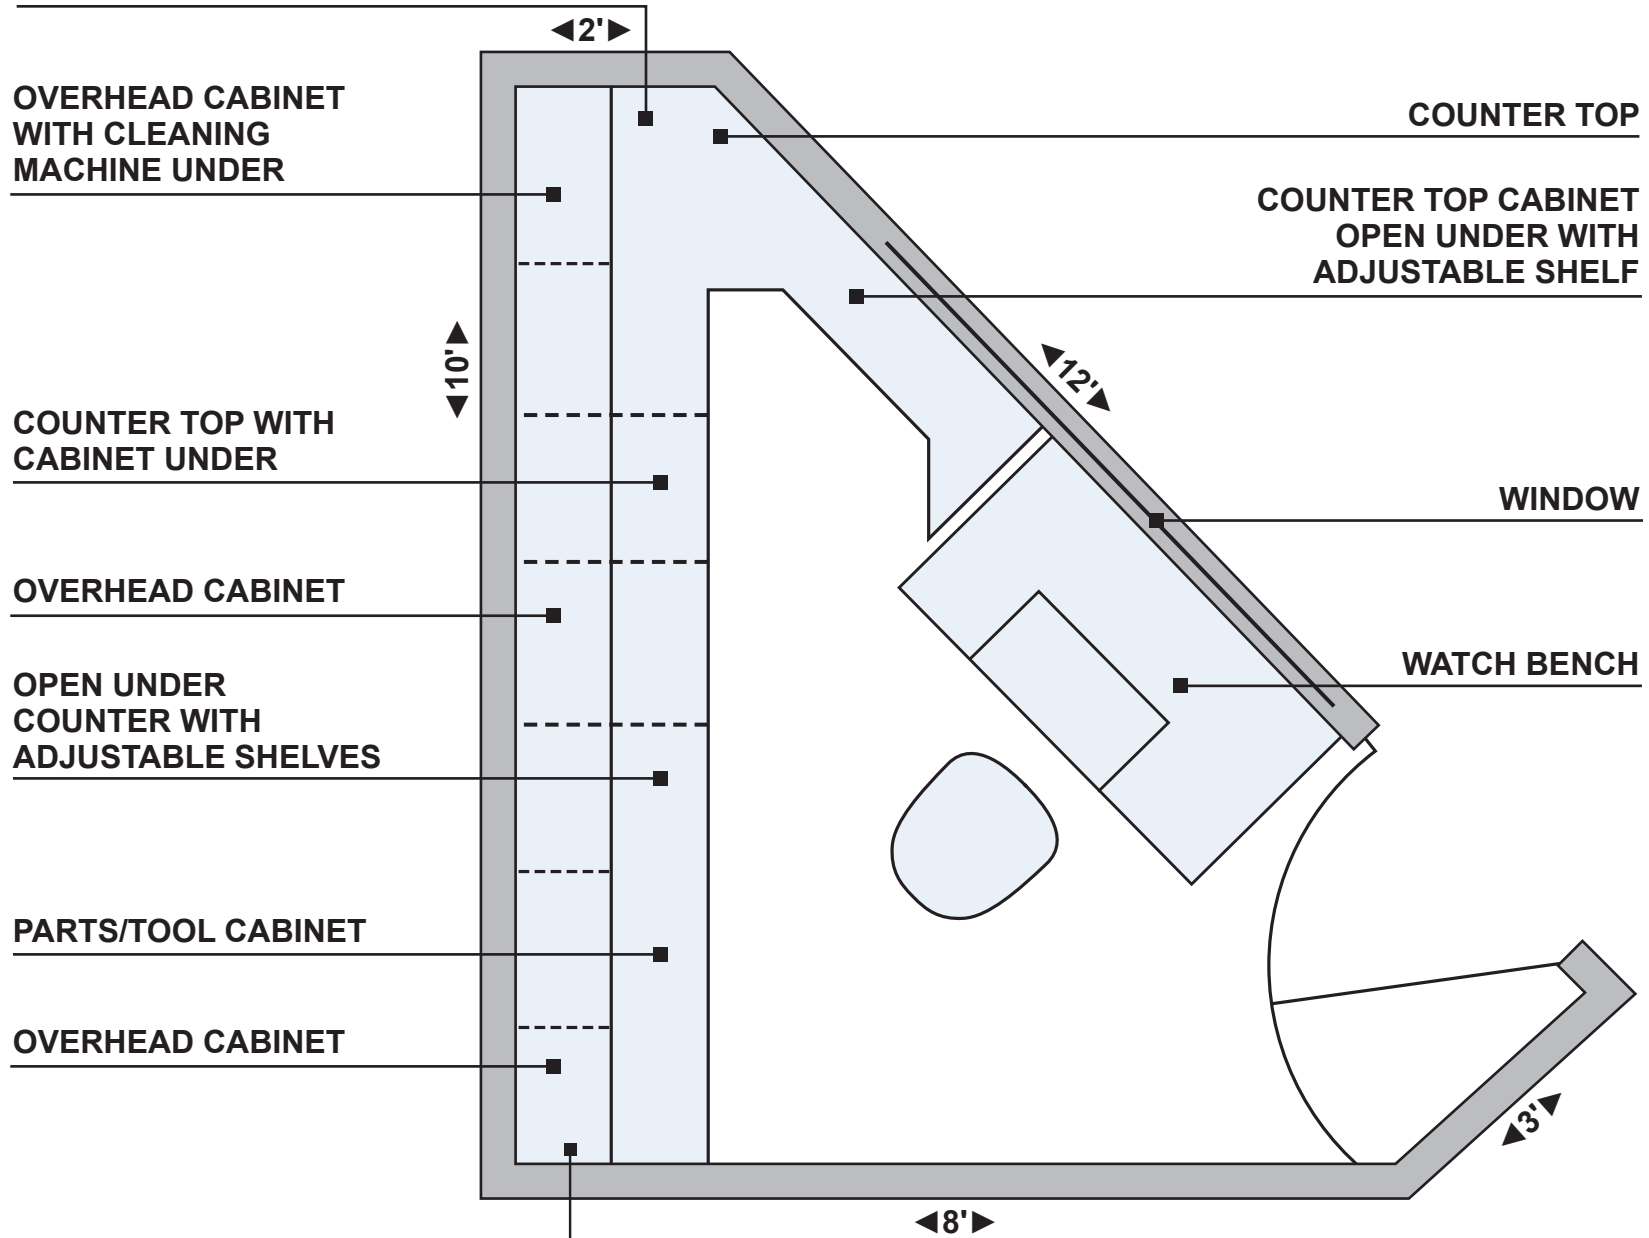 2'
OVERHEAD CABINET
WITH CLEANING
MACHINE UNDER
COUNTER TOP
COUNTER TOP CABINET
OPEN UNDER WITH
ADJUSTABLE SHELF
10'
12'
COUNTER TOP WITH
CABINET UNDER
WINDOW
OVERHEAD CABINET
WATCH BENCH
OPEN UNDER
COUNTER WITH
ADJUSTABLE SHELVES
PARTS/TOOL CABINET
OVERHEAD CABINET
3'
8'